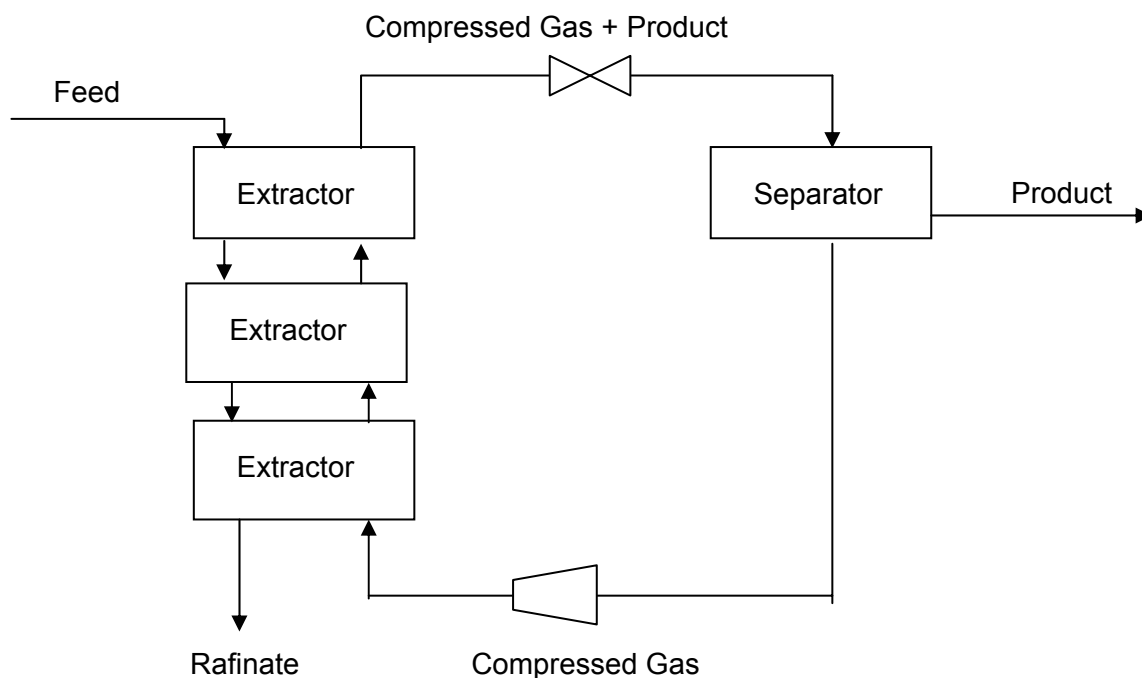 Compressed Gas + Product
Feed
Extractor
Separator
Product
Extractor
Extractor
Rafinate
Compressed Gas